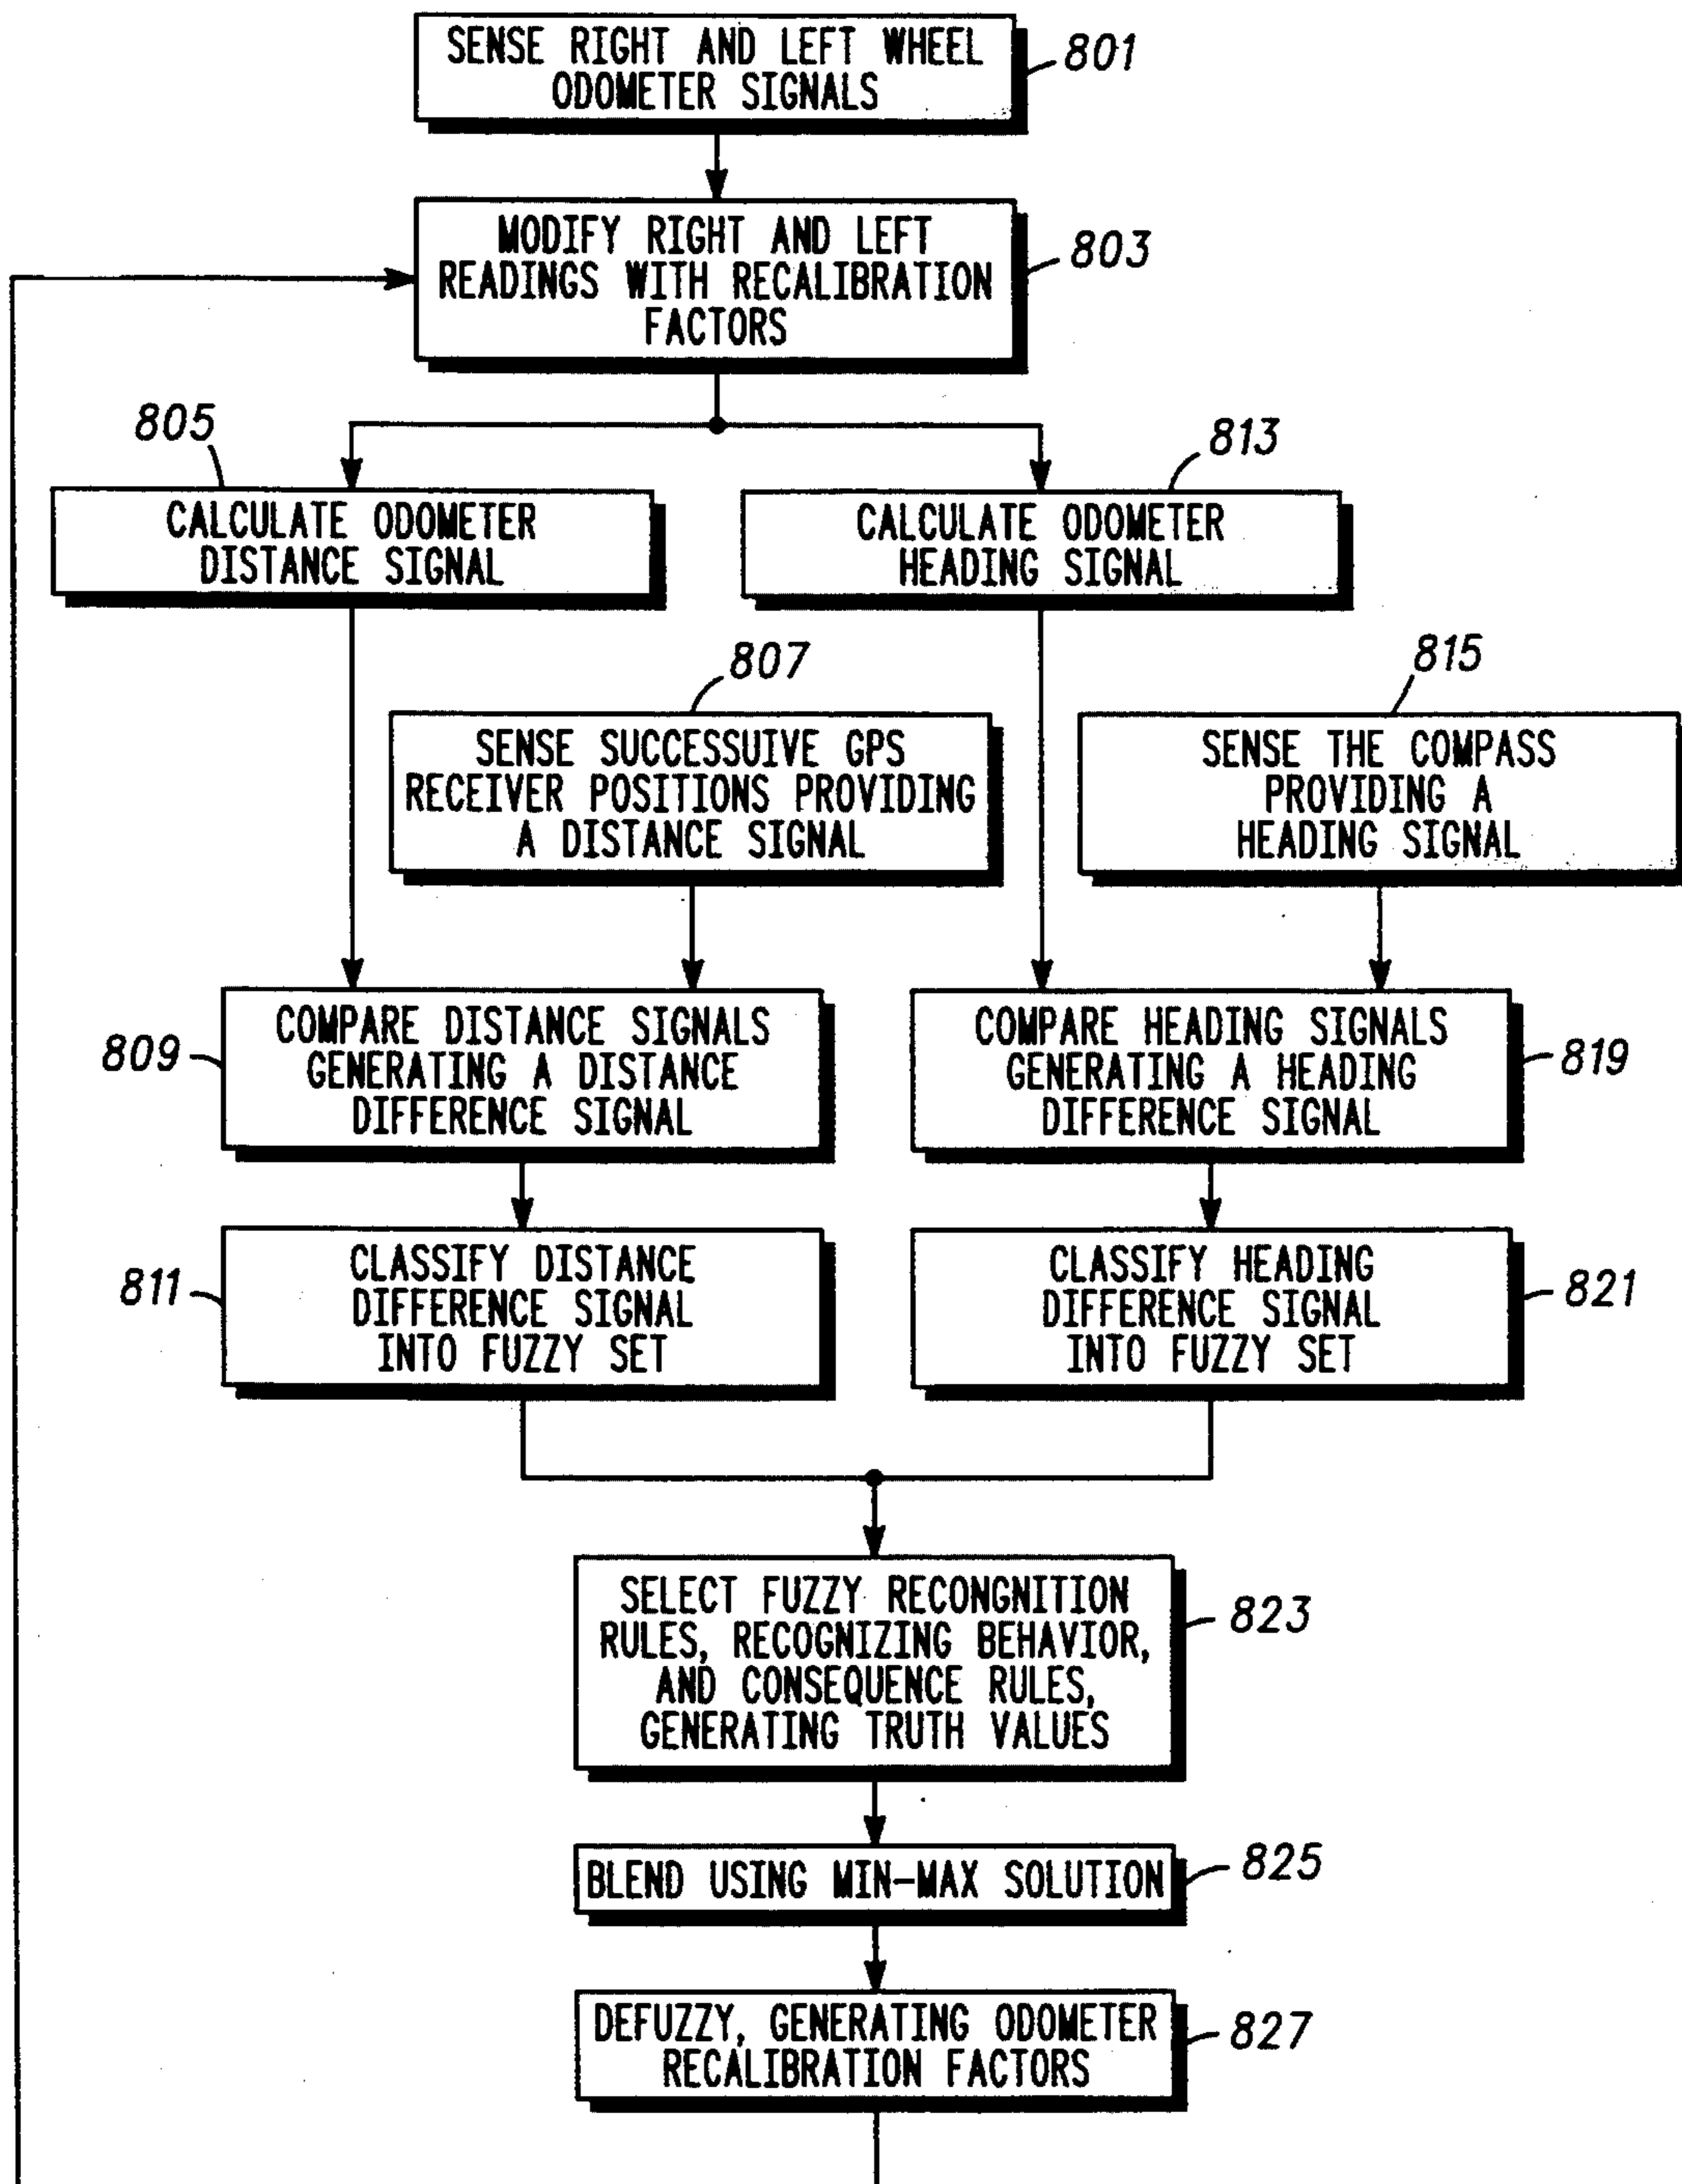 SENSE RIGHT AND LEFT WHEEL
ODOMETER SIGNALS
801
MODIFY RIGHT AND LEFT
READINGS WITH RECALIBRATION
FACTORS
803
805
CALCULATE ODOMETER
DISTANCE SIGNAL
813
CALCULATE ODOMETER
HEADING SIGNAL
807
SENSE SUCCESSUIVE GPS
RECEIVER POSITIONS PROVIDING
A DISTANCE SIGNAL
815
SENSE THE COMPASS
PROVIDING A
HEADING SIGNAL
809
COMPARE DISTANCE SIGNALS
GENERATING A DISTANCE
DIFFERENCE SIGNAL
COMPARE HEADING SIGNALS
GENERATING A HEADING
DIFFERENCE SIGNAL
819
811
CLASSIFY DISTANCE
DIFFERENCE SIGNAL
INTO FUZZY SET
CLASSIFY HEADING
DIFFERENCE SIGNAL
INTO FUZZY SET
821
SELECT FUZZY RECONGNITION
RULES, RECOGNIZING BEHAVIOR,
AND CONSEQUENCE RULES,
GENERATING TRUTH VALUES
823
BLEND USING MIN-MAX SOLUTION
825
DEFUZZY, GENERATING ODOMETER
RECALIBRATION FACTORS
827